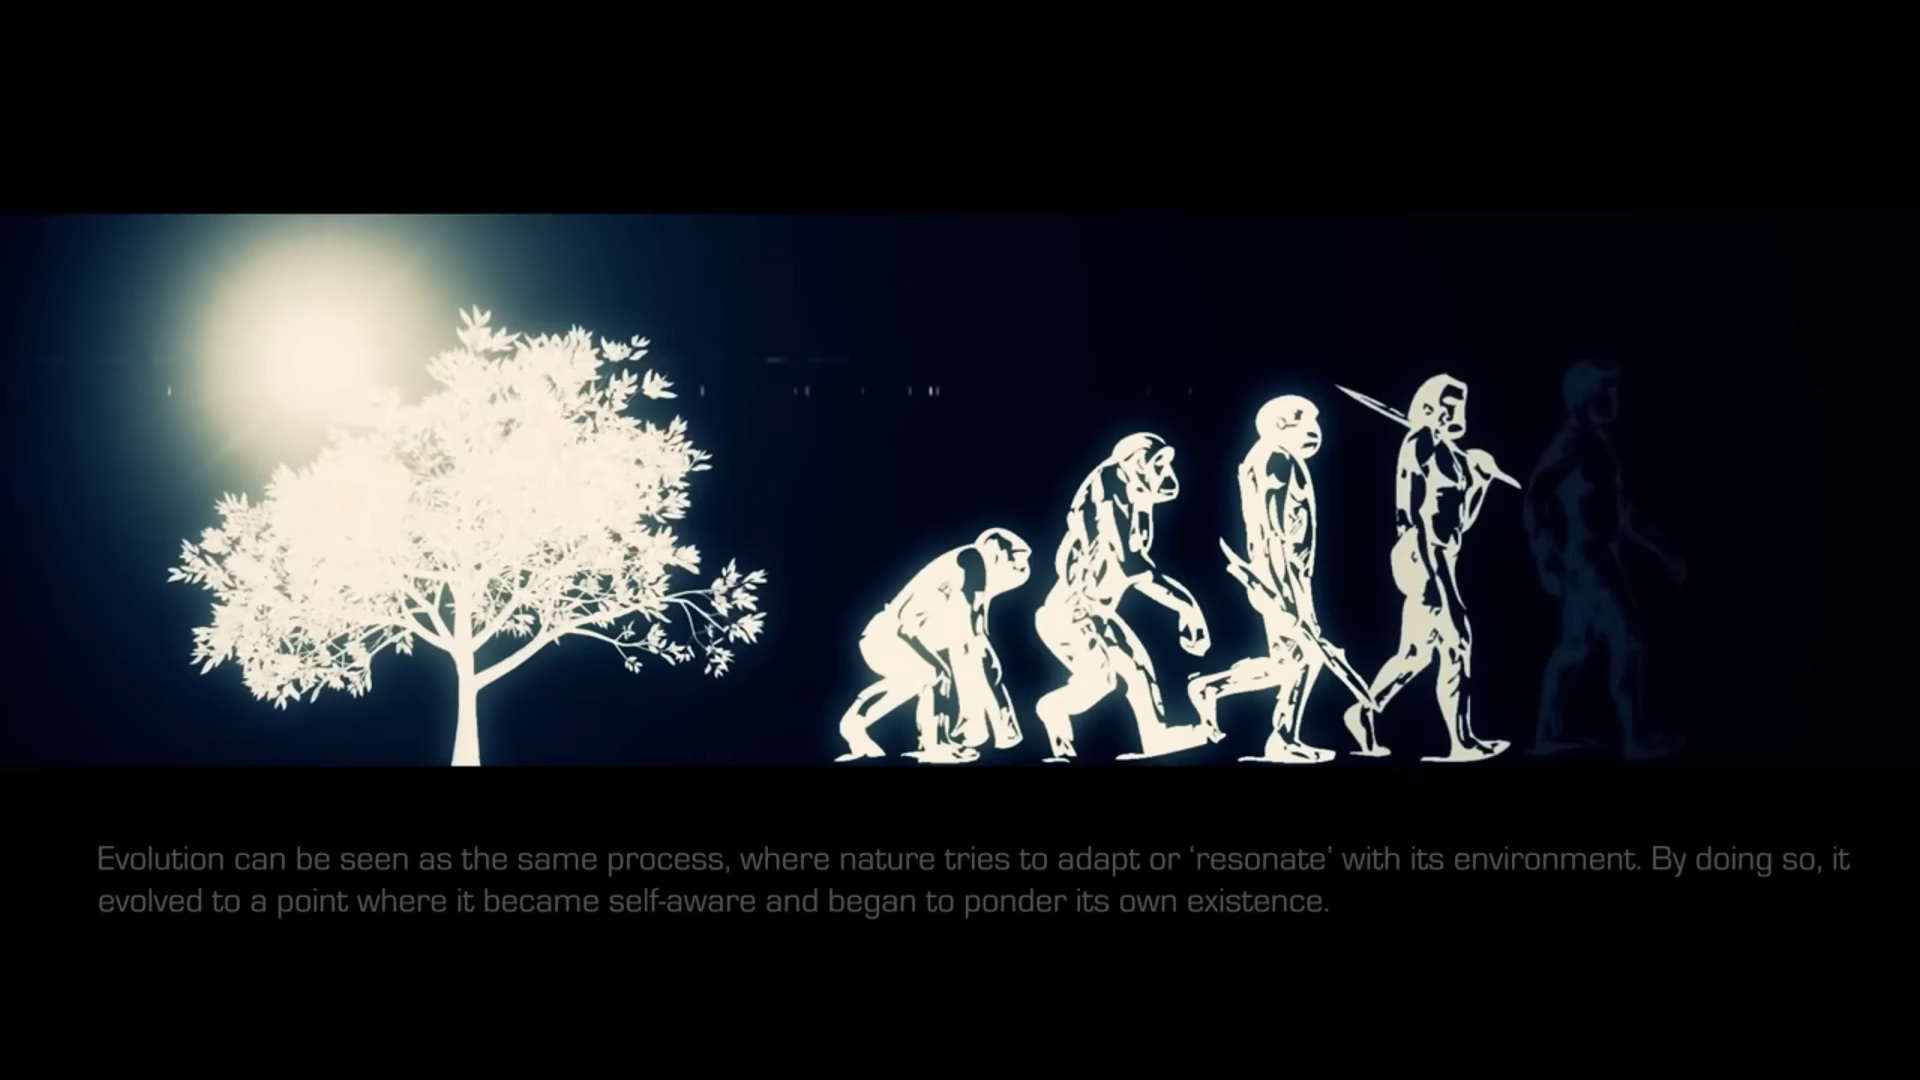 Evolution can be seen as the same process, where nature tries to adapt or ‘resonate’ with its environment. By doing so, it
evolved to a point where it became self-aware and began to ponder its own existence.